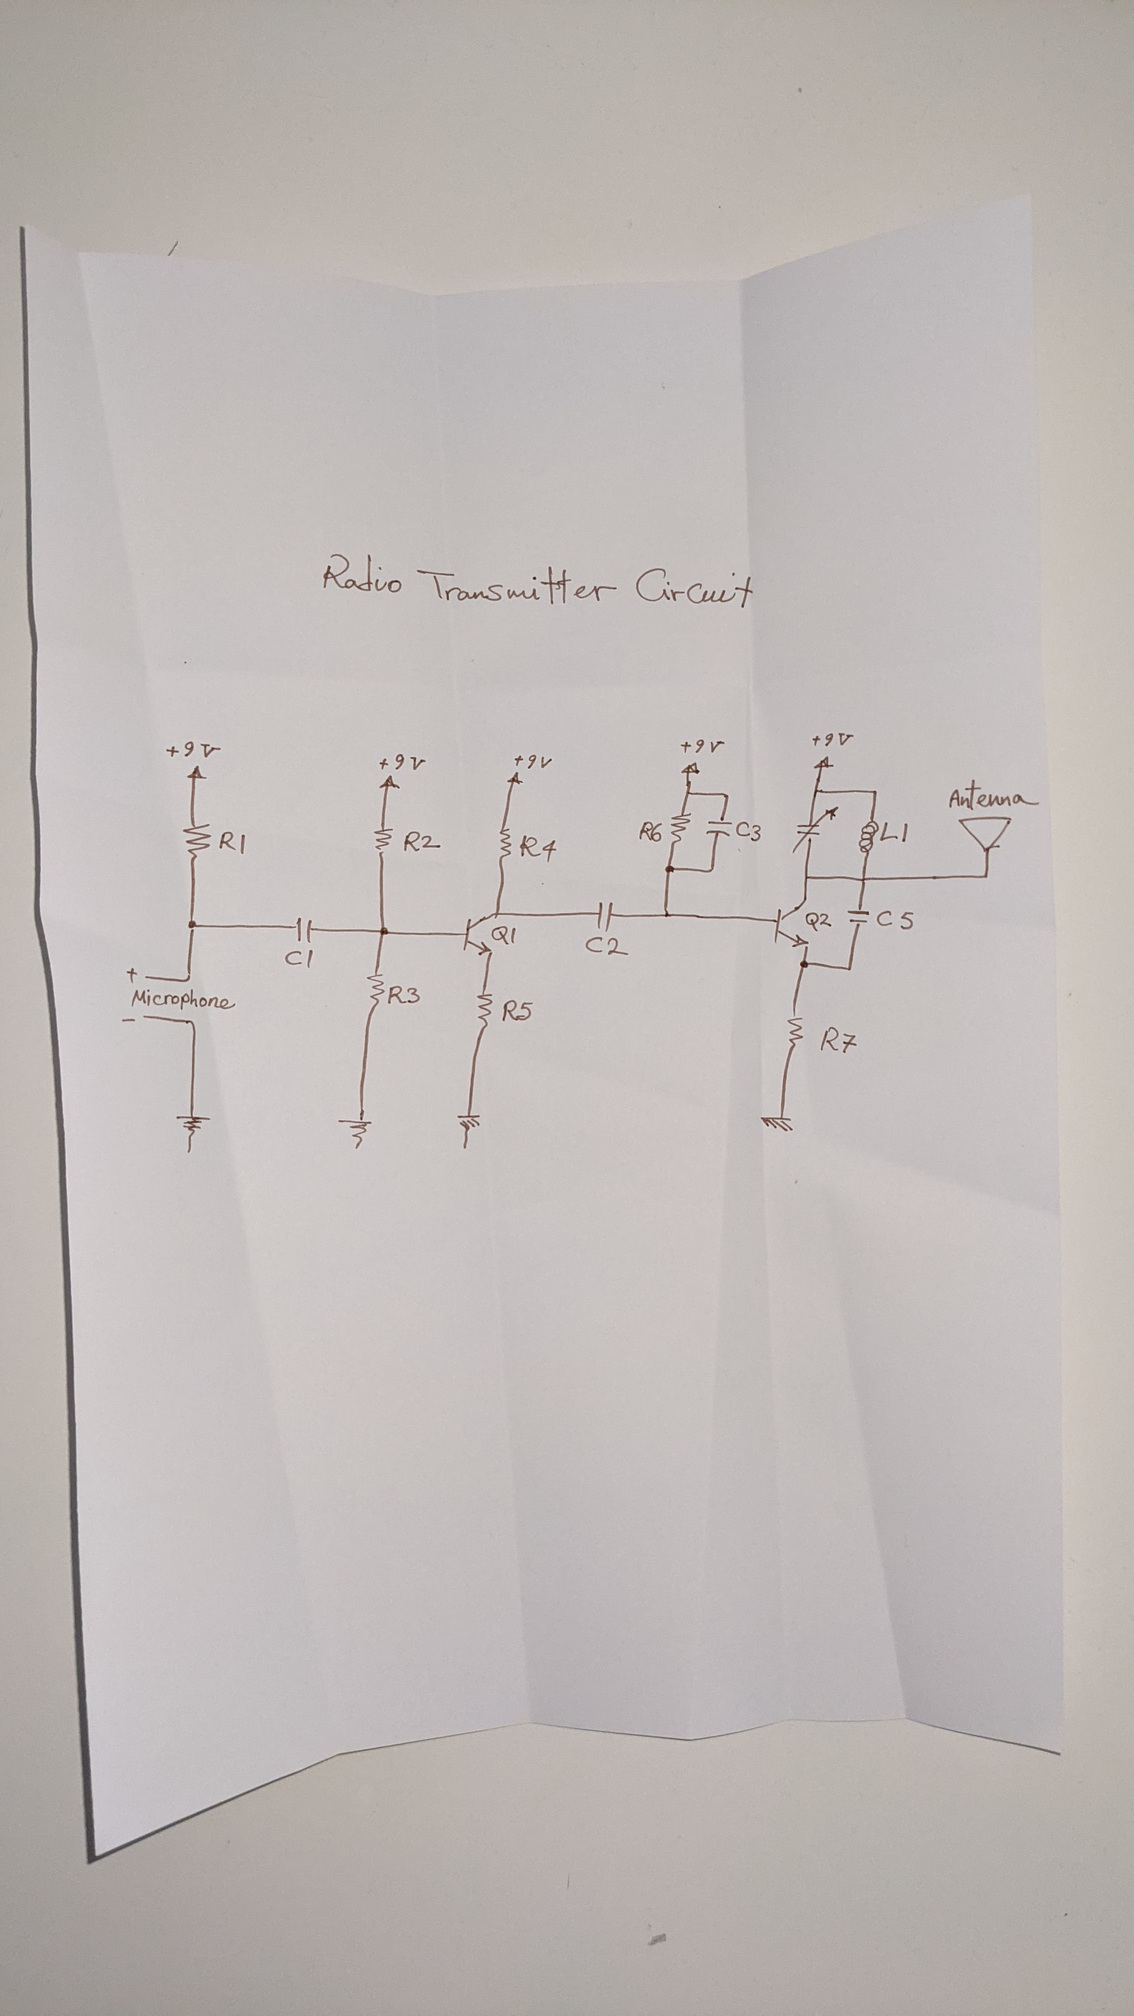 Radio Transmitter Circuit
+9V
+9V
+9V
+9V
+9V
Antenna
R1
R2
R4
R6
C3
L1
C1
Q1
C2
Q2
C5
+
Microphone
-
R3
R5
R7